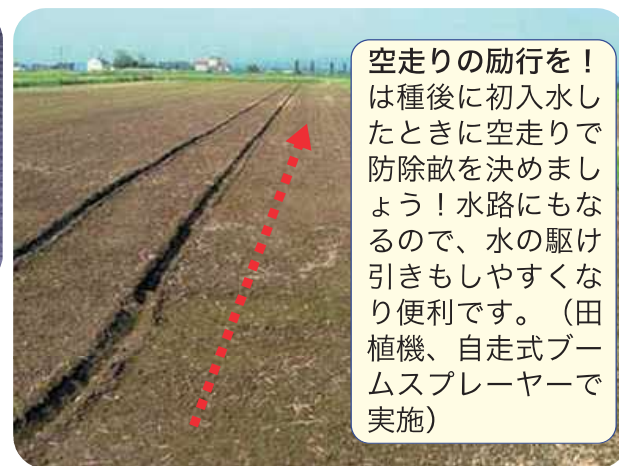 空走りの励行を！
は種後に初入水し
たときに空走りで
防除畝を決めまし
ょう！水路にもな
るので、水の駆け
引きもしやすくな
り便利です。（田
植機、自走式ブー
ムスプレーヤーで
実施）